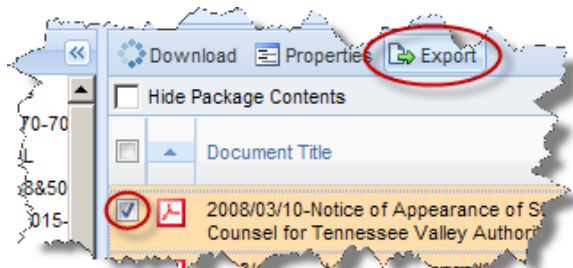 Download Properties Export
Hide Package Contents
70-70
L
Document Title
8&50
015-
2008/03/10-Notice of Appearance of
Counsel for Tennessee Valley